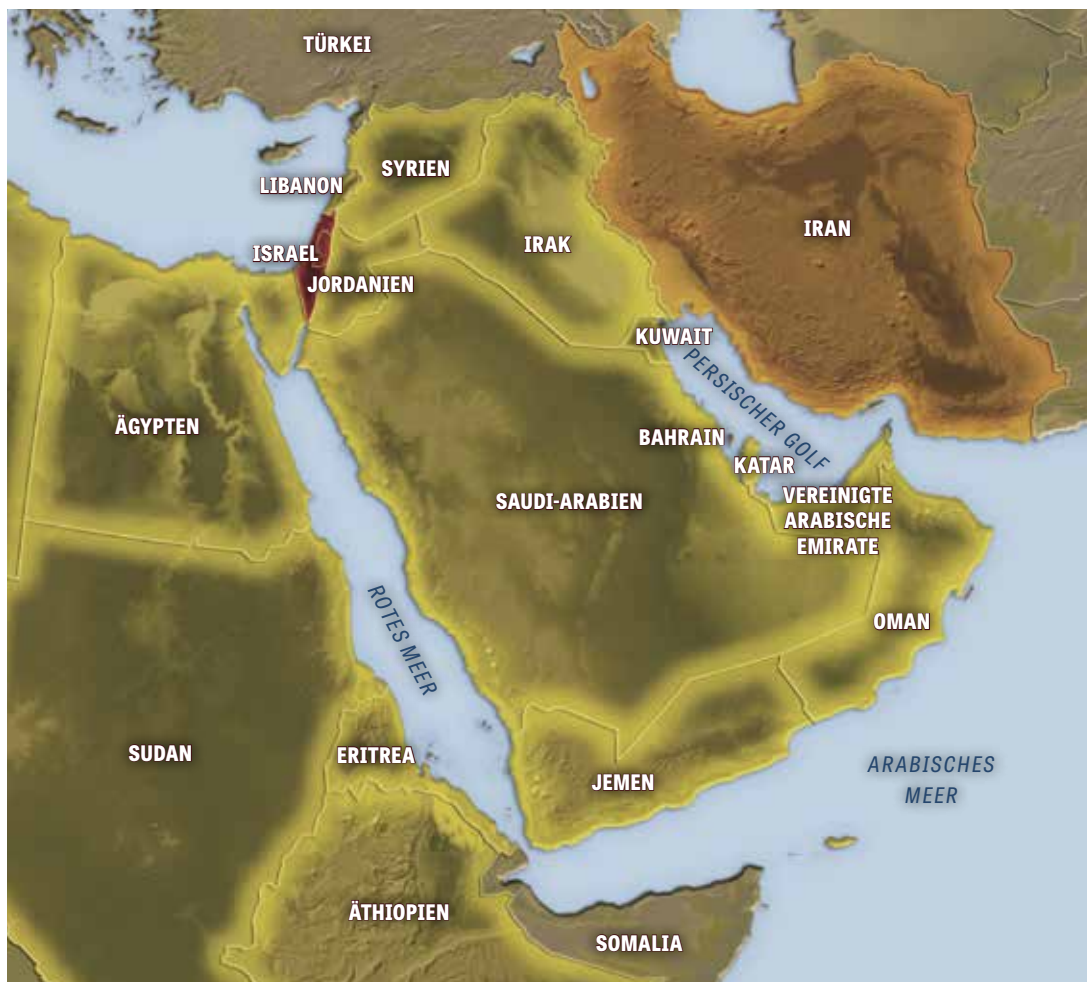 TÜRKEI
SYRIEN
LIBANON
IRAN
IRAK
ISRAEL
JORDANIEN
KUWAIT
PERSISCHER GOLF
ÄGYPTEN
BAHRAIN
KATAR
SAUDI-ARABIEN
VEREINIGTE
ARABISCHE
EMIRATE
ROTES MEER
OMAN
SUDAN
ERITREA
JEMEN
ARABISCHES
MEER
ÄTHIOPIEN
SOMALIA